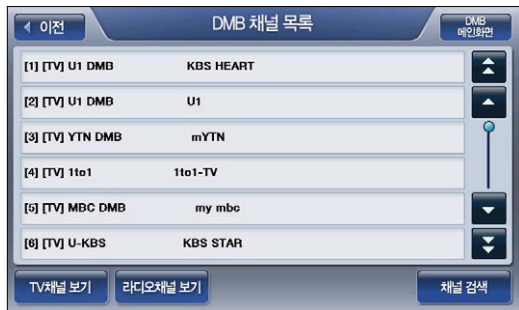 이전
DMB 채널 목록
DMB
메인화면
[1] [TV] U1 DMB KBS HEART
[2] [TV] U1 DMB U1
[3] [TV] YTN DMB mYTN
[4] [TV] 1to1 1to1-TV
[5] [TV] MBC DMB my mbc
[6] [TV] U-KBS KBS STAR
TV채널 보기
라디오채널 보기
채널 검색